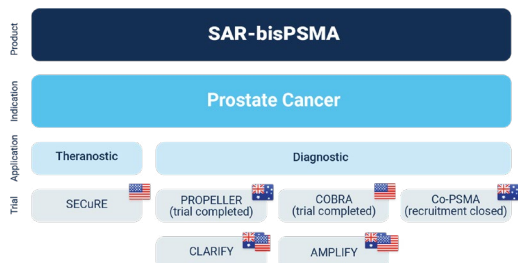 Product
SAR-bisPSMA
Indication
Prostate Cancer
Application
Theranostic
Diagnostic
Trial
SECuRE
PROPELLER
(trial completed)
COBRA
(trial completed)
Co-PSMA
(recruitment closed)
CLARIFY
AMPLIFY